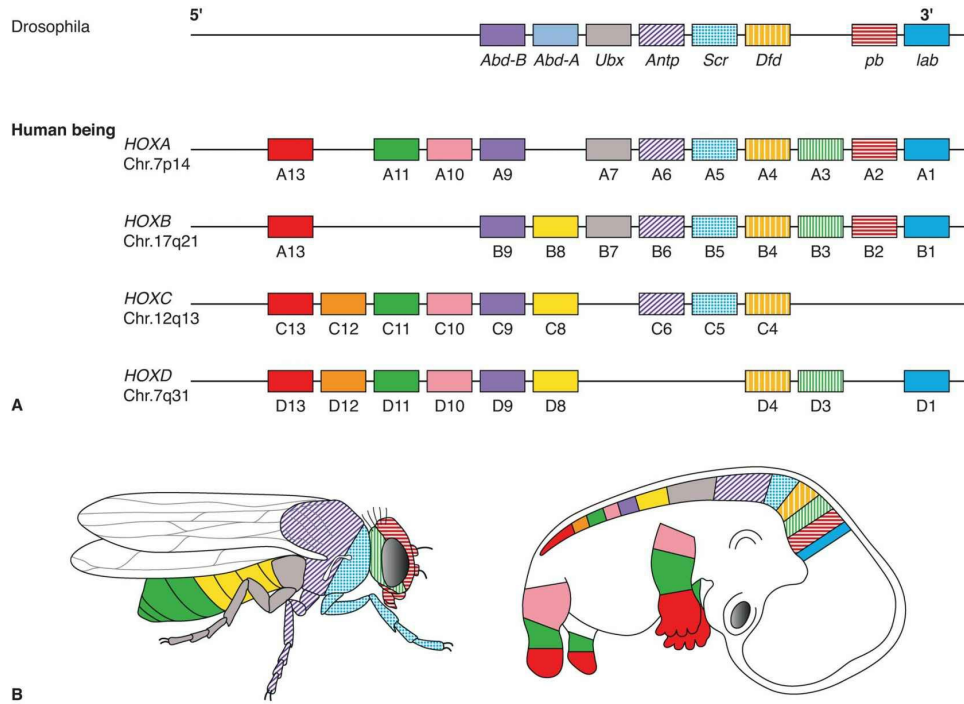 5' 3'
Drosophila
Abd-B Abd-A Ubx Antp Scr Dfd pb lab
Human being
HOXA
Chr.7p14
A13 A11 A10 A9 A7 A6 A5 A4 A3 A2 A1
HOXB
Chr.17q21
A13 B9 B8 B7 B6 B5 B4 B3 B2 B1
HOXC
Chr.12q13
C13 C12 C11 C10 C9 C8 C6 C5 C4
HOXD
Chr.7q31
D13 D12 D11 D10 D9 D8 D4 D3 D1
A
B